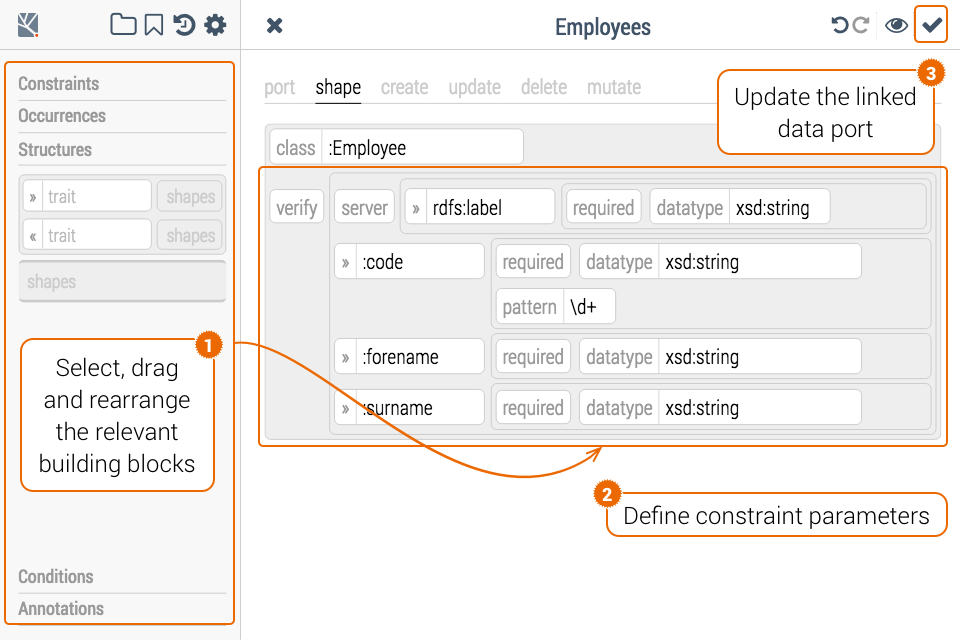 Employees
Constraints
Occurrences
Structures
» trait shapes
« trait shapes
shapes
1
Select, drag
and rearrange
the relevant
building blocks
Conditions
Annotations
port shape create update delete mutate
3
Update the linked
data port
class :Employee
verify server » rdfs:label required datatype xsd:string
» :code required datatype xsd:string
pattern \d+
» :forename required datatype xsd:string
» :surname required datatype xsd:string
2
Define constraint parameters